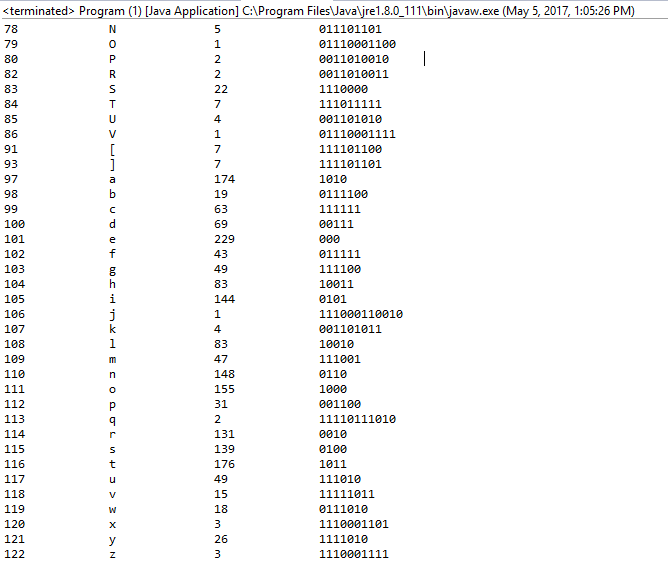 <terminated> Program (1) [Java Application] C:\Program Files\Java\jre1.8.0_111\bin\javaw.exe (May 5, 2017, 1:05:26 PM)
78 N 5 011101101
79 O 1 01110001100
80 P 2 0011010010
82 R 2 0011010011
83 S 22 1110000
84 T 7 111011111
85 U 4 001101010
86 V 1 01110001111
91 [ 7 111101100
93 ] 7 111101101
97 a 174 1010
98 b 19 0111100
99 c 63 111111
100 d 69 00111
101 e 229 000
102 f 43 011111
103 g 49 111100
104 h 83 10011
105 i 144 0101
106 j 1 111000110010
107 k 4 001101011
108 l 83 10010
109 m 47 111001
110 n 148 0110
111 o 155 1000
112 p 31 001100
113 q 2 11110111010
114 r 131 0010
115 s 139 0100
116 t 176 1011
117 u 49 111010
118 v 15 11111011
119 w 18 0111010
120 x 3 1110001101
121 y 26 1111010
122 z 3 1110001111